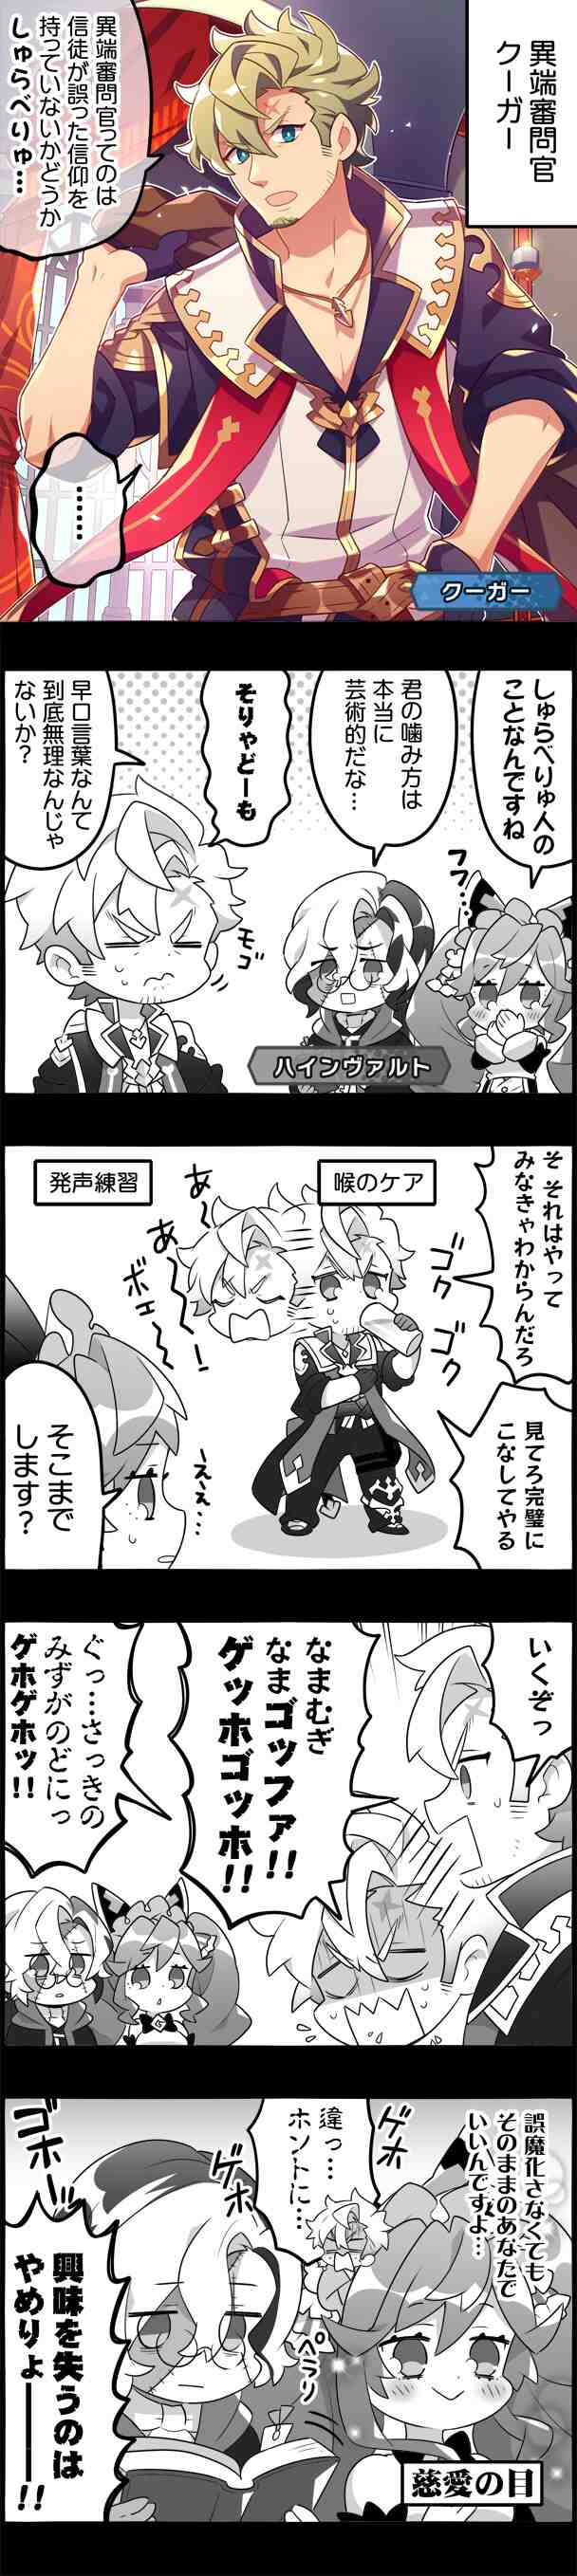 異端審問官
クーガー
異端審問官ってのは
信徒が誤った信仰を
持っていないかどうか
しゅらべりゅ…
……
クーガー
しゅらべりゅ人の
ことなんですね
フフ…
君の噛み方は
本当に
芸術的だな…
そりゃどーも
早口言葉なんて
到底無理なんじゃ
ないか？
モゴ
ハインヴァルト
そ それはやって
みなきゃわからんだろ
見てろ完璧に
こなしてやる
喉のケア
ゴク
ゴク
発声練習
あ〜
あ〜
ボエ〜〜！
ええ…
そこまで
します？
いくぞっ
なまむぎ
なまゴッファ!!
ゲッホゴッホ!!
ぐっ…さっきの
みずがのどにっ
ゲホゲホッ!!
誤魔化さなくても
そのままのあなたで
いいんですよ…
ゲホ
違っ…
ホントに…
ゲホ
ゴホーッ
ペラリ
慈愛の目
興味を失うのは
やめりょ――!!